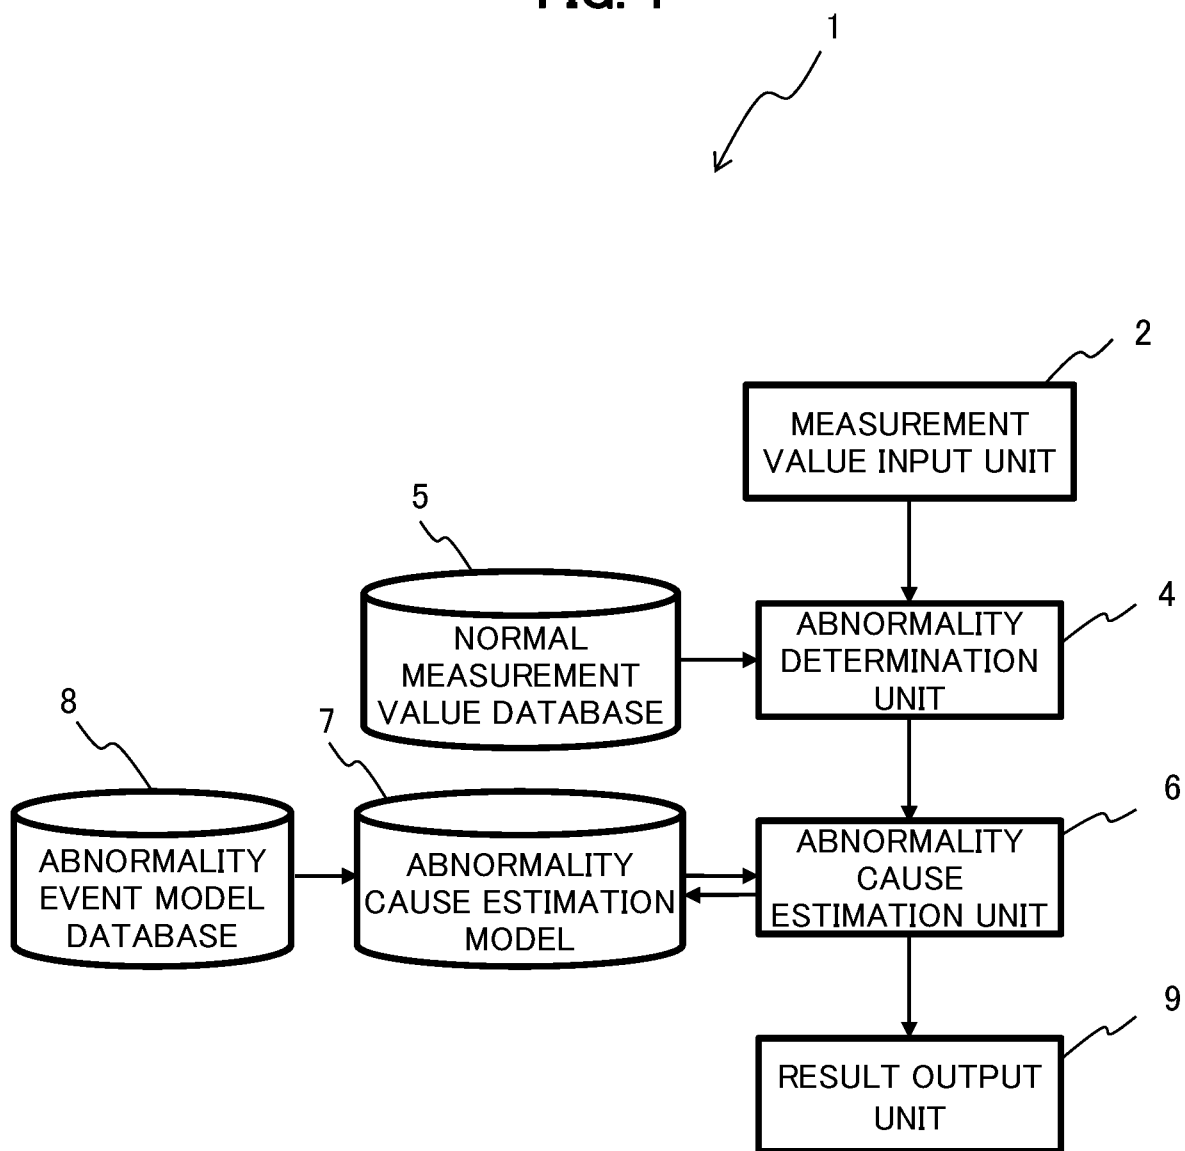 1
2
MEASUREMENT
VALUE INPUT UNIT
5
NORMAL
MEASUREMENT
VALUE DATABASE
4
ABNORMALITY
DETERMINATION
UNIT
8
ABNORMALITY
EVENT MODEL
DATABASE
7
ABNORMALITY
CAUSE ESTIMATION
MODEL
6
ABNORMALITY
CAUSE
ESTIMATION UNIT
9
RESULT OUTPUT
UNIT